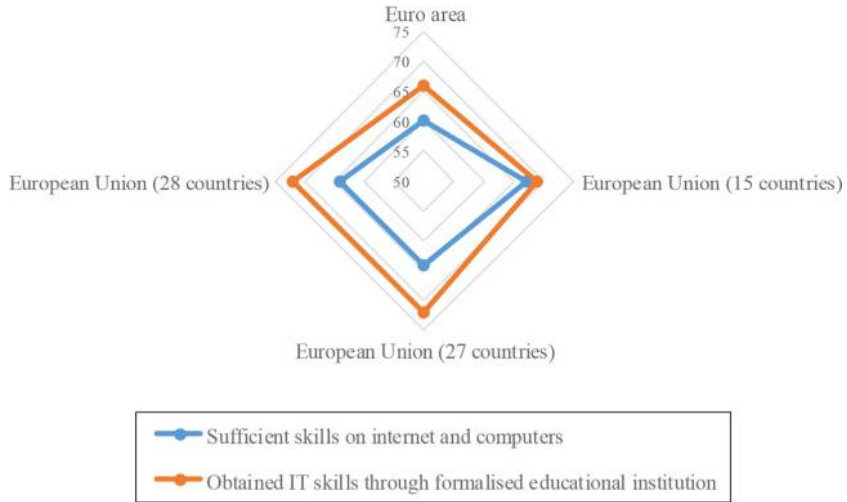 Euro area
75
70
65
60
55
50
European Union (28 countries)
European Union (15 countries)
European Union (27 countries)
Sufficient skills on internet and computers
Obtained IT skills through formalised educational institution